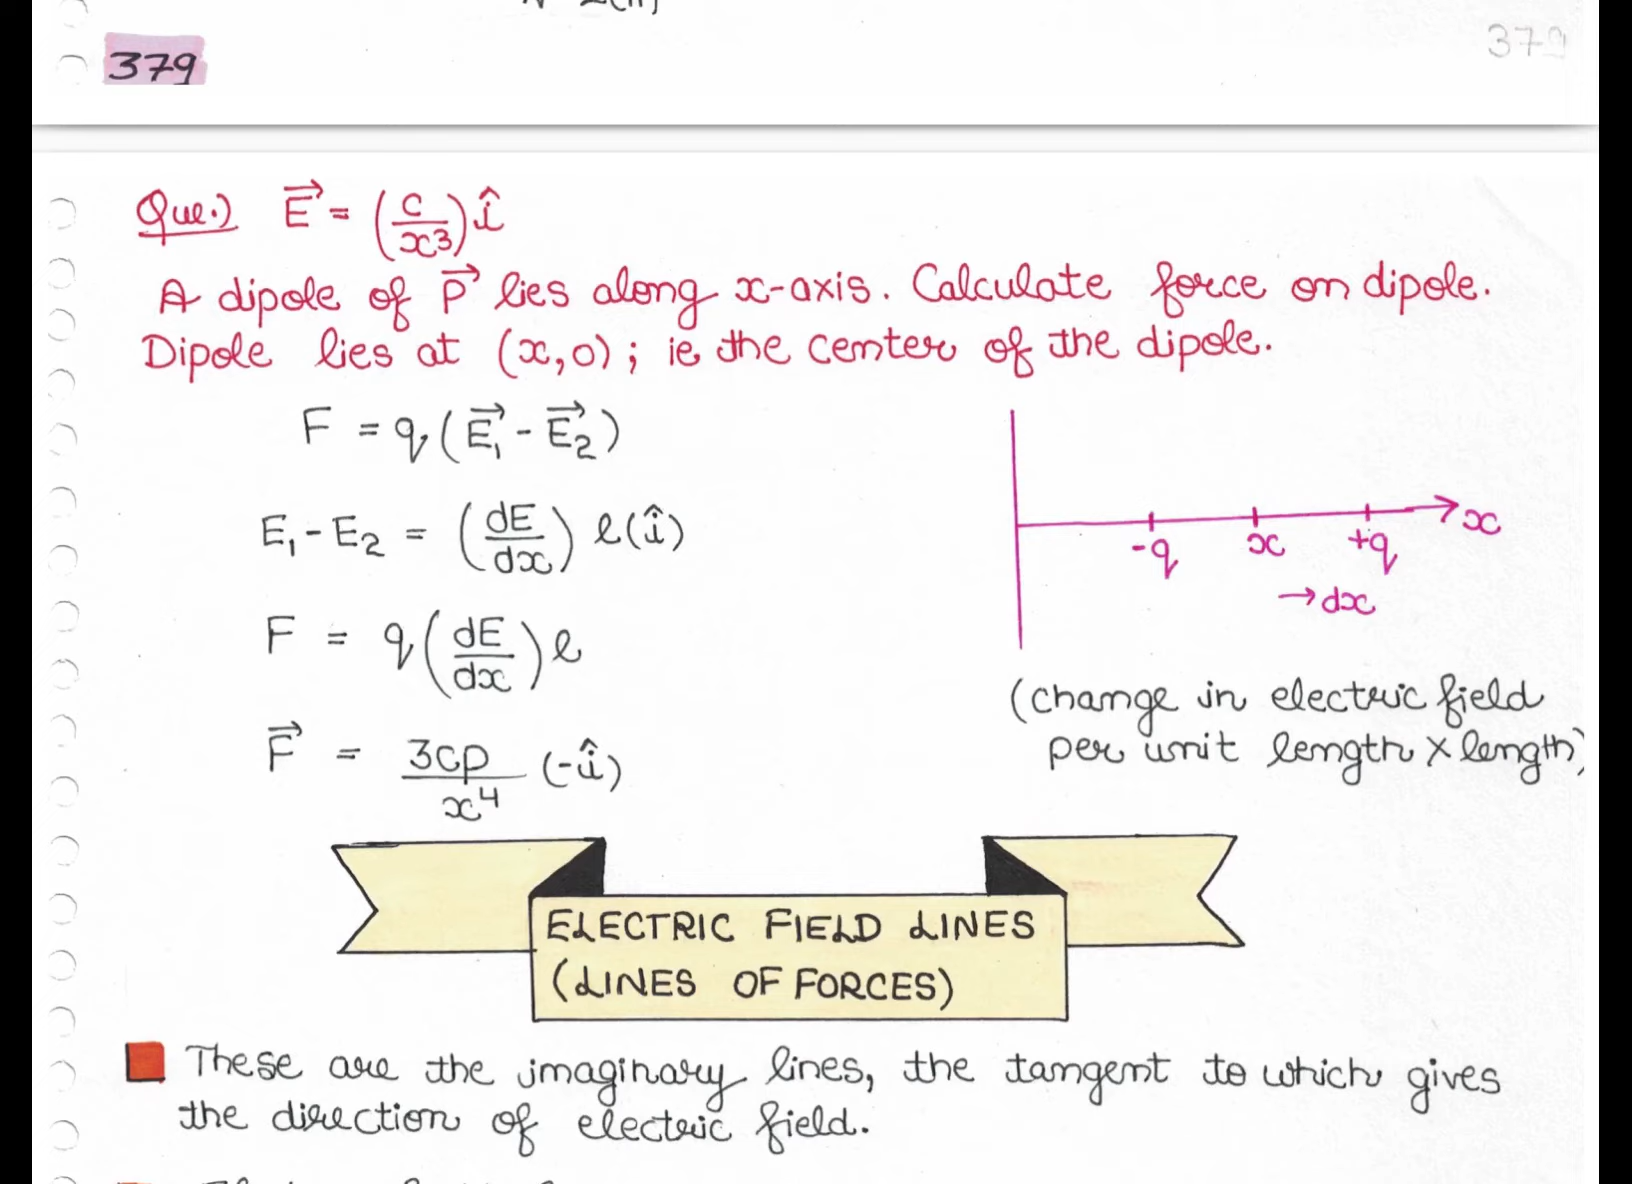 379
379
Que.) E⃗ = (c/x³) î
A dipole of P⃗ lies along x-axis. Calculate force on dipole.
Dipole lies at (x,0); ie the center of the dipole.
F = q(E⃗₁ - E⃗₂)
E₁ - E₂ = (dE/dx) l(î)
F = q(dE/dx) l
F⃗ = 3cp/x⁴ (-î)
-q x +q x
→dx
(change in electric field
per unit length × length)
ELECTRIC FIELD LINES
(LINES OF FORCES)
These are the imaginary lines, the tangent to which gives
the direction of electric field.